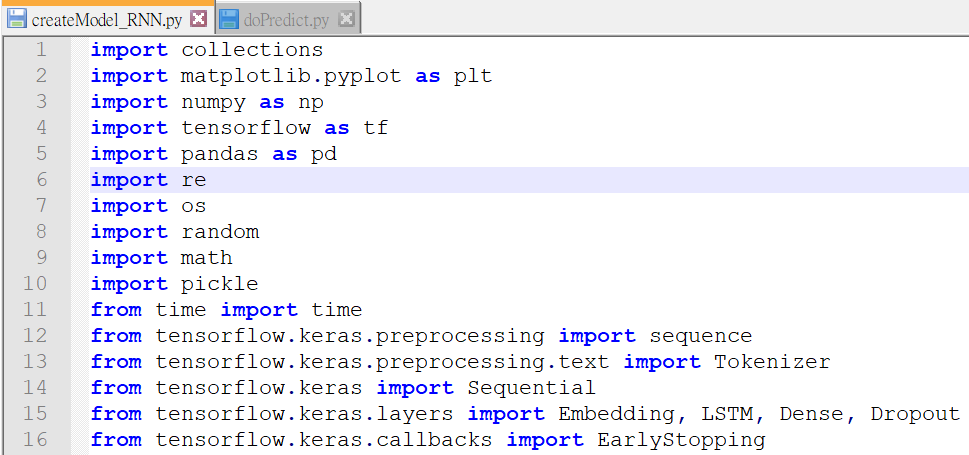 createModel_RNN.py doPredict.py
1 import collections
2 import matplotlib.pyplot as plt
3 import numpy as np
4 import tensorflow as tf
5 import pandas as pd
6 import re
7 import os
8 import random
9 import math
10 import pickle
11 from time import time
12 from tensorflow.keras.preprocessing import sequence
13 from tensorflow.keras.preprocessing.text import Tokenizer
14 from tensorflow.keras import Sequential
15 from tensorflow.keras.layers import Embedding, LSTM, Dense, Dropout
16 from tensorflow.keras.callbacks import EarlyStopping